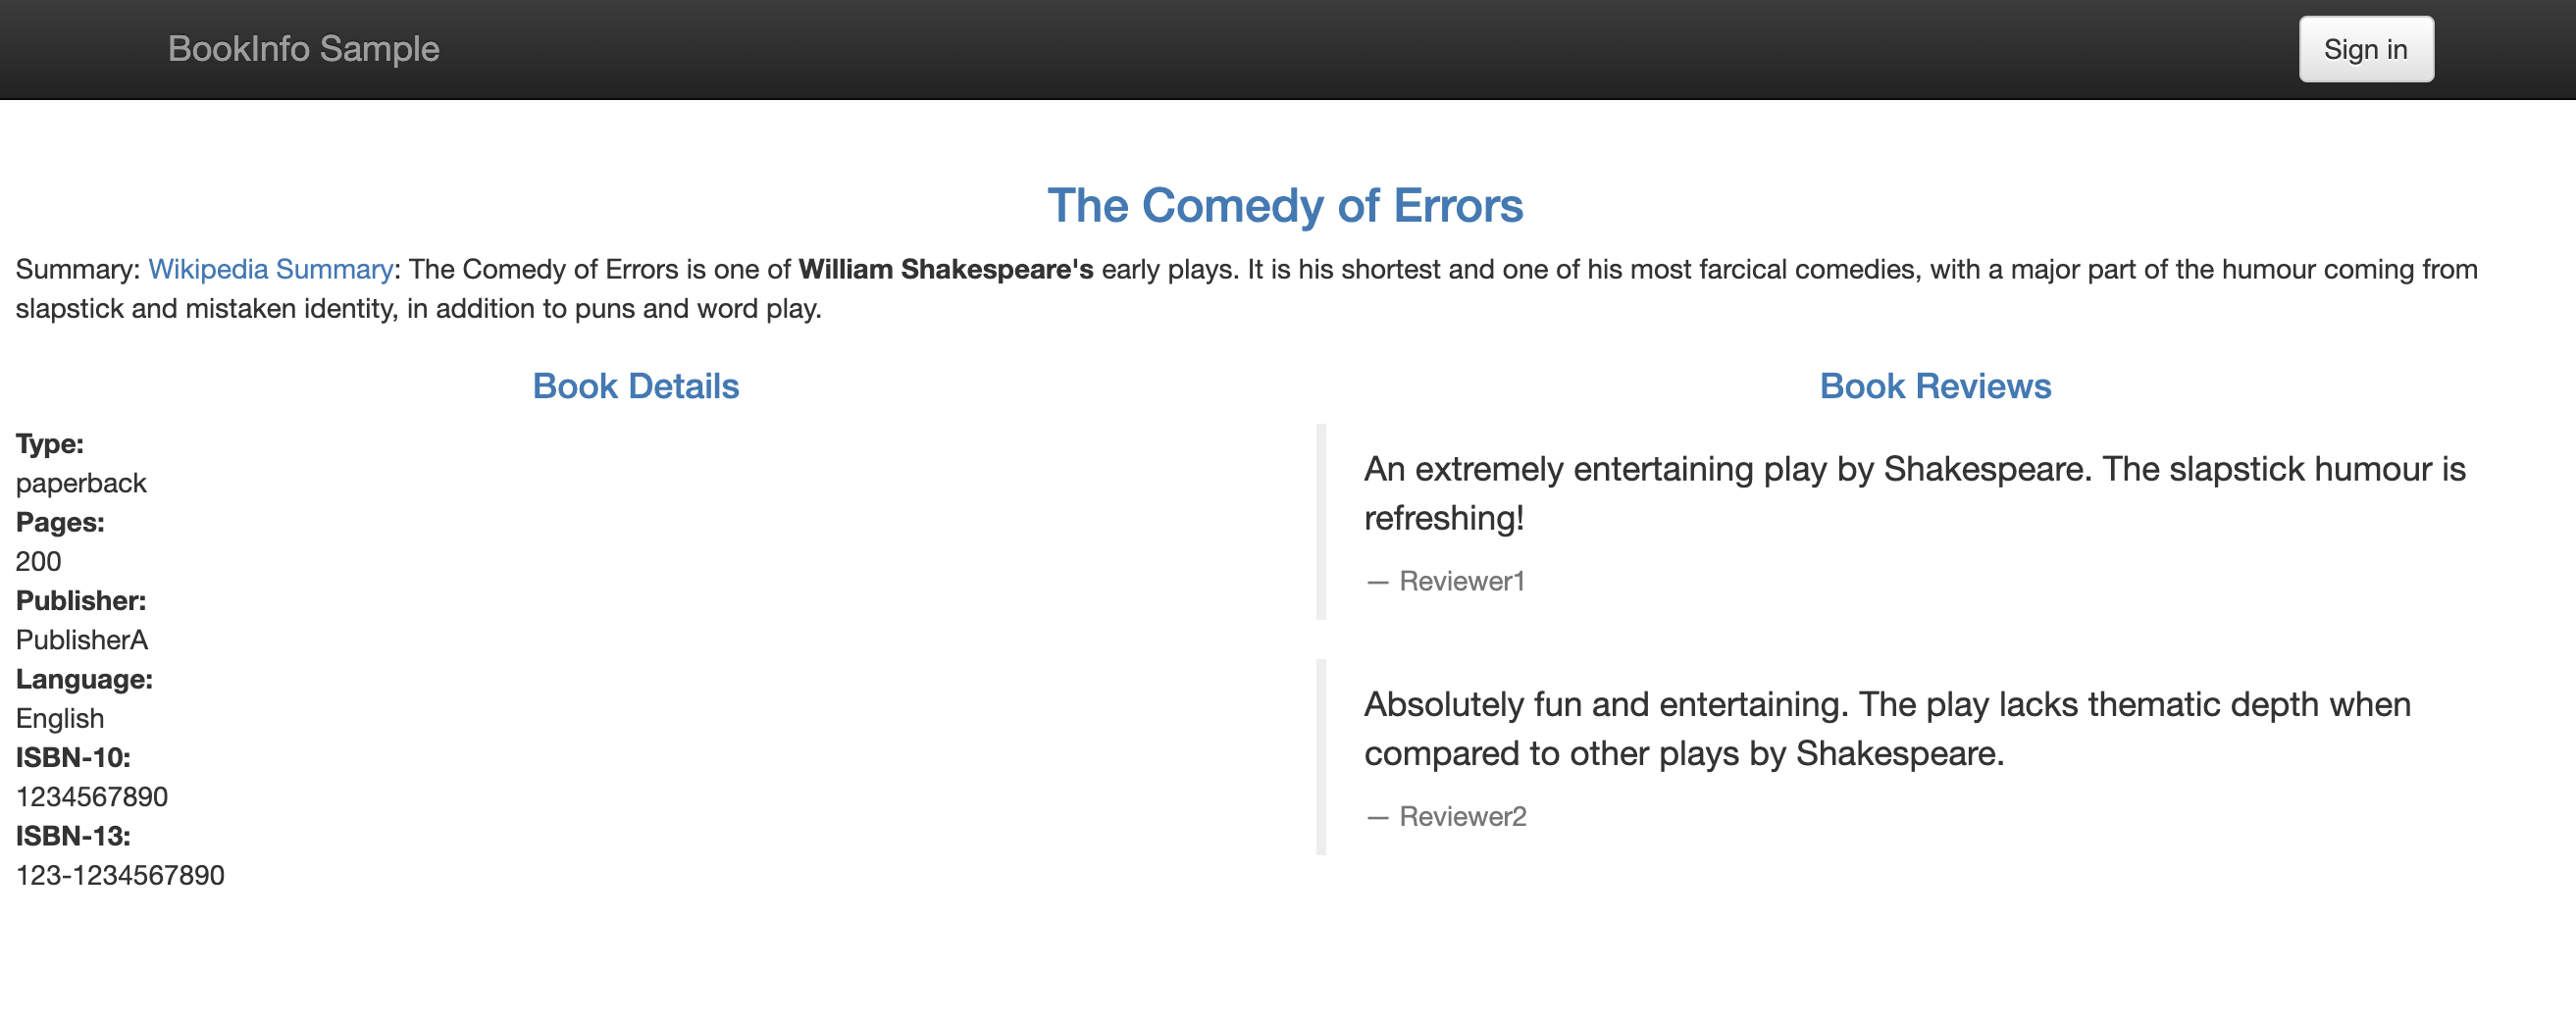 BookInfo Sample
Sign in
The Comedy of Errors
Summary: Wikipedia Summary: The Comedy of Errors is one of William Shakespeare's early plays. It is his shortest and one of his most farcical comedies, with a major part of the humour coming from
slapstick and mistaken identity, in addition to puns and word play.
Book Details
Type:
paperback
Pages:
200
Publisher:
PublisherA
Language:
English
ISBN-10:
1234567890
ISBN-13:
123-1234567890
Book Reviews
An extremely entertaining play by Shakespeare. The slapstick humour is
refreshing!
— Reviewer1
Absolutely fun and entertaining. The play lacks thematic depth when
compared to other plays by Shakespeare.
— Reviewer2